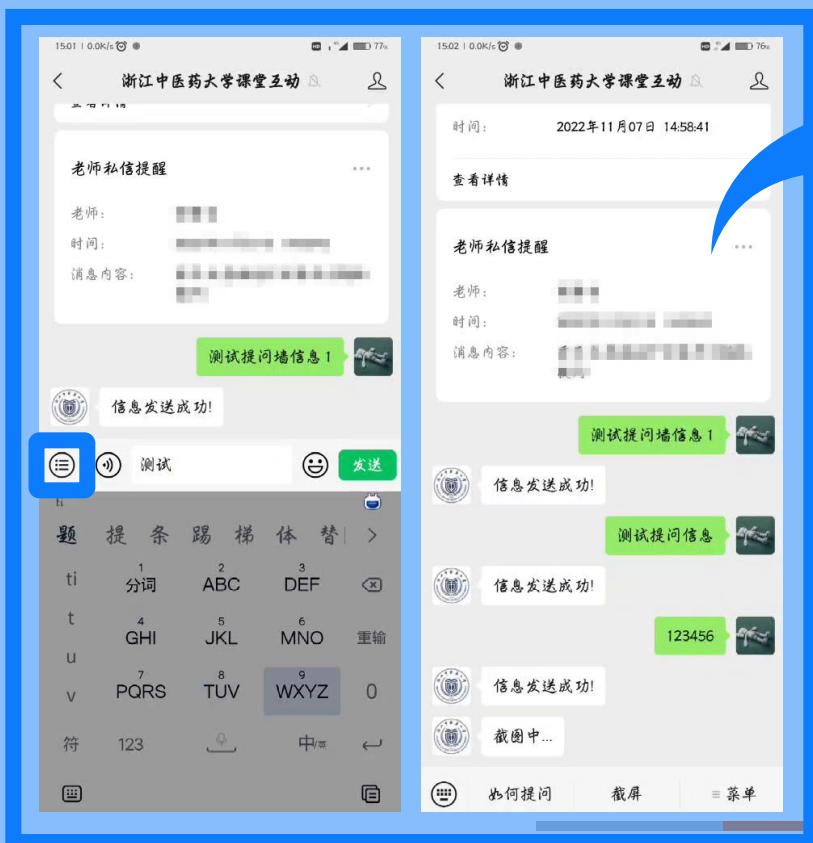 15:01 | 0.0K/s
HD
77%
浙江中医药大学课堂互动
老师私信提醒
老师:
时间:
消息内容:
测试提问墙信息1
信息发送成功!
测试
发送
ti
题 提 条 踢 梯 体 替
ti
t
u
v
1
分词
2
ABC
3
DEF
4
GHI
5
JKL
6
MNO
重输
7
PQRS
8
TUV
9
WXYZ
0
符
123
中/英
15:02 | 0.0K/s
HD
76%
浙江中医药大学课堂互动
时间: 2022年11月07日 14:58:41
查看详情
老师私信提醒
老师:
时间:
消息内容:
测试提问墙信息1
信息发送成功!
测试提问信息
信息发送成功!
123456
信息发送成功!
截图中...
如何提问
截屏
菜单